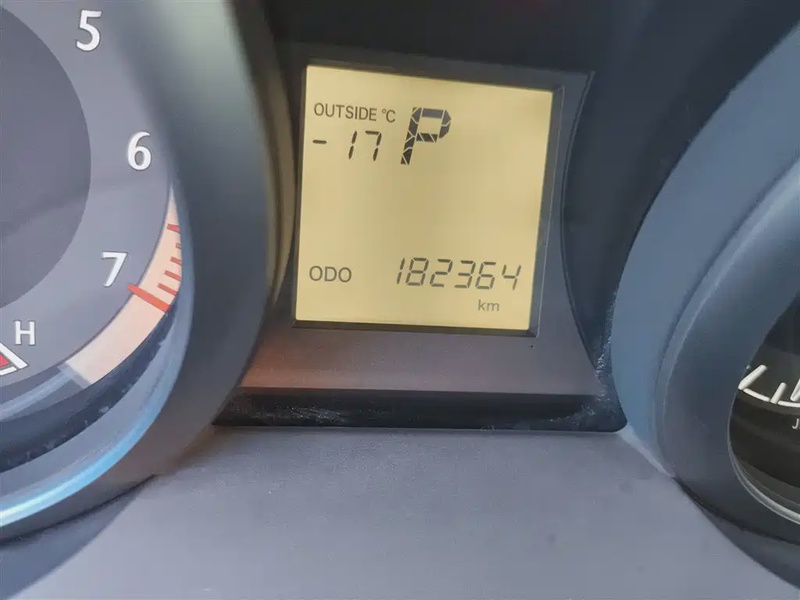 5
6
7
H
OUTSIDE °C
-17 P
ODO 182364
km